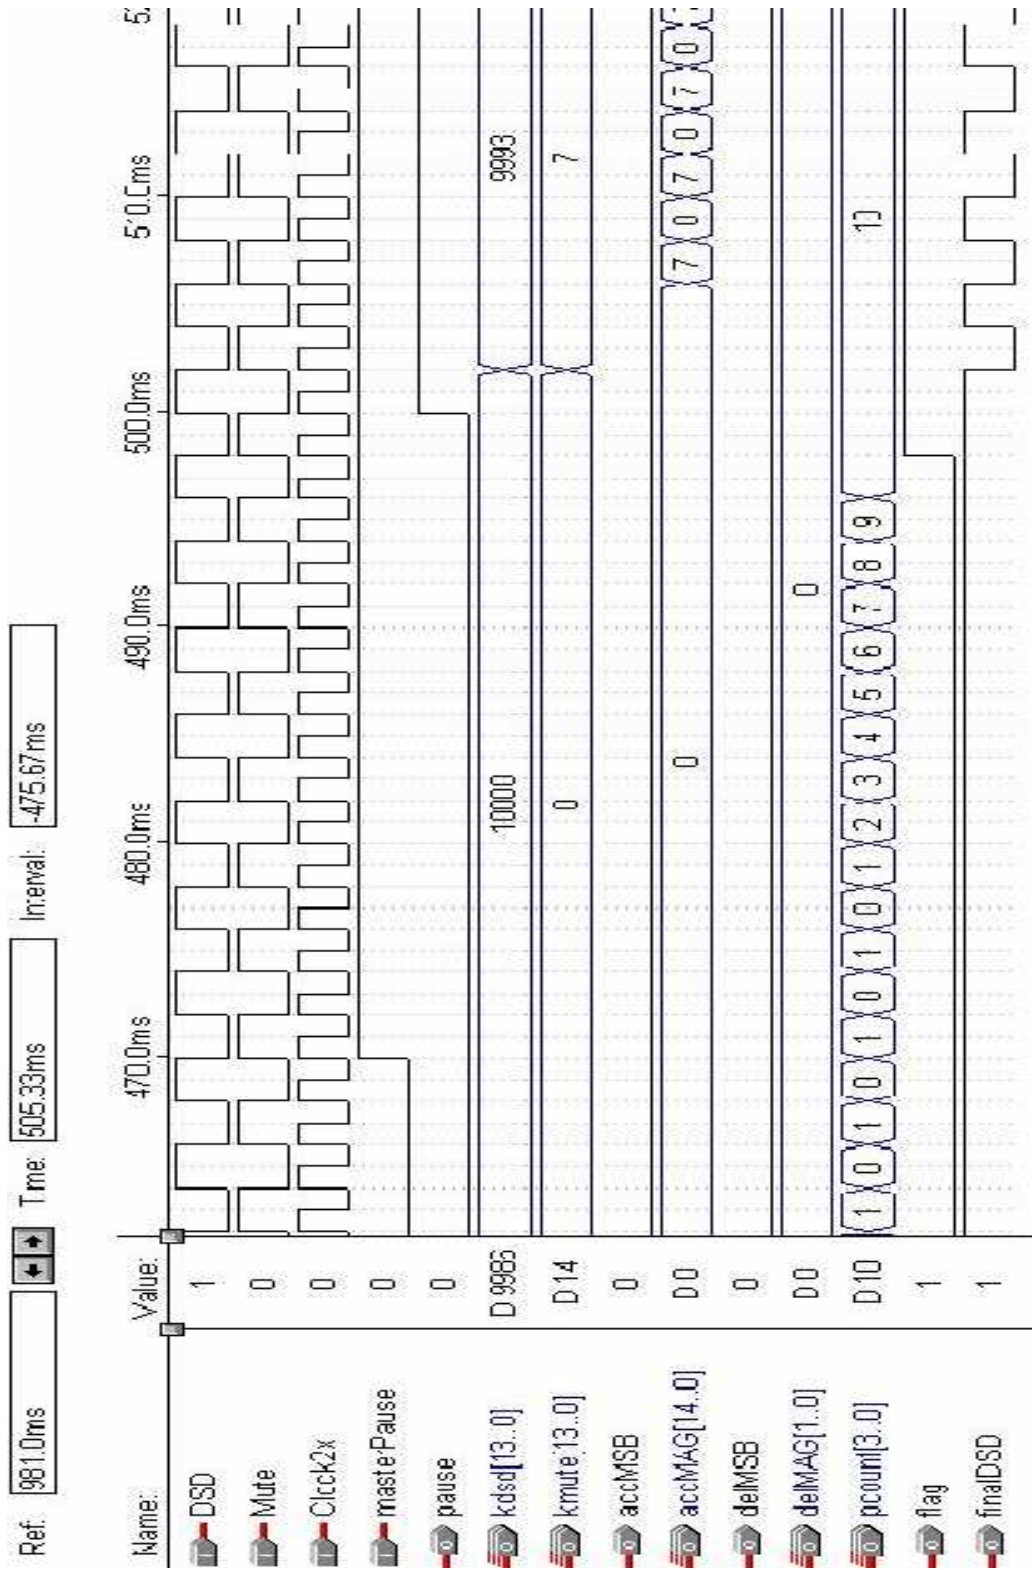 Ref: 981.0ms Time: 505.33ms Interval: -475.67ms
Name: Value: 470.0ms 480.0ms 490.0ms 500.0ms 510.0ms
DSD 1
Mute 0
Clock2x 0
masterPause 0
pause 0
kdsd[13..0] D 9986 10000 9993
kmute[13..0] D 14 0 7
accMSB 0
accMAG[14..0] D 0 0 7 0 7 0 7 0
delMSB 0
delMAG[1..0] D 0 0
pcount[3..0] D 10 1 0 1 0 1 0 1 0 1 2 3 4 5 6 7 8 9 10
flag 1
finalDSD 1